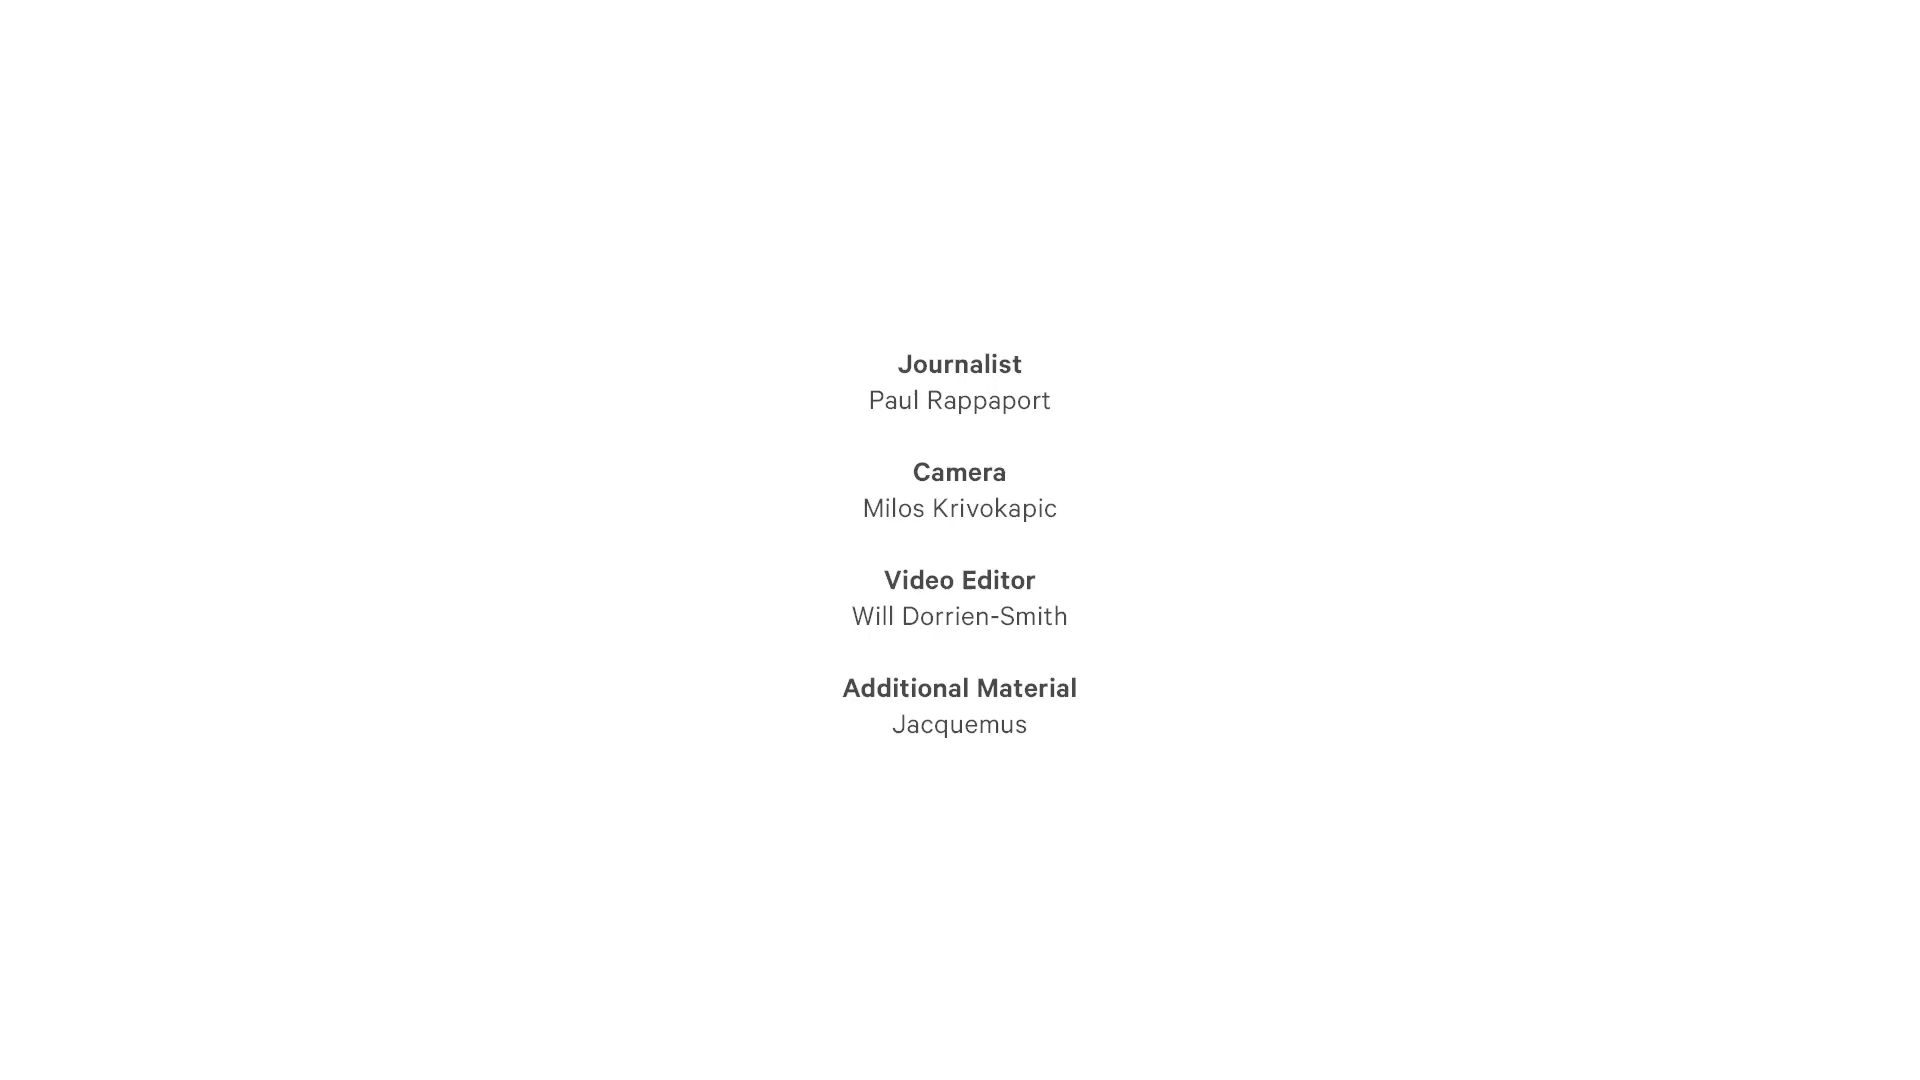 Journalist
Paul Rappaport
Camera
Milos Krivokapic
Video Editor
Will Dorrien-Smith
Additional Material
Jacquemus